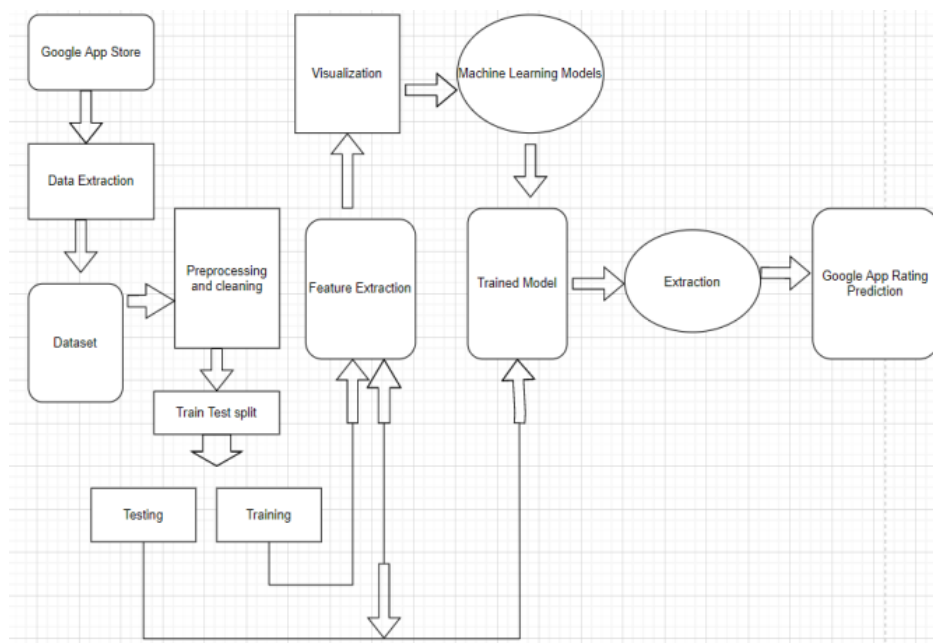 Google App Store
Data Extraction
Dataset
Preprocessing
and cleaning
Train Test split
Testing
Training
Feature Extraction
Visualization
Machine Learning Models
Trained Model
Extraction
Google App Rating
Prediction